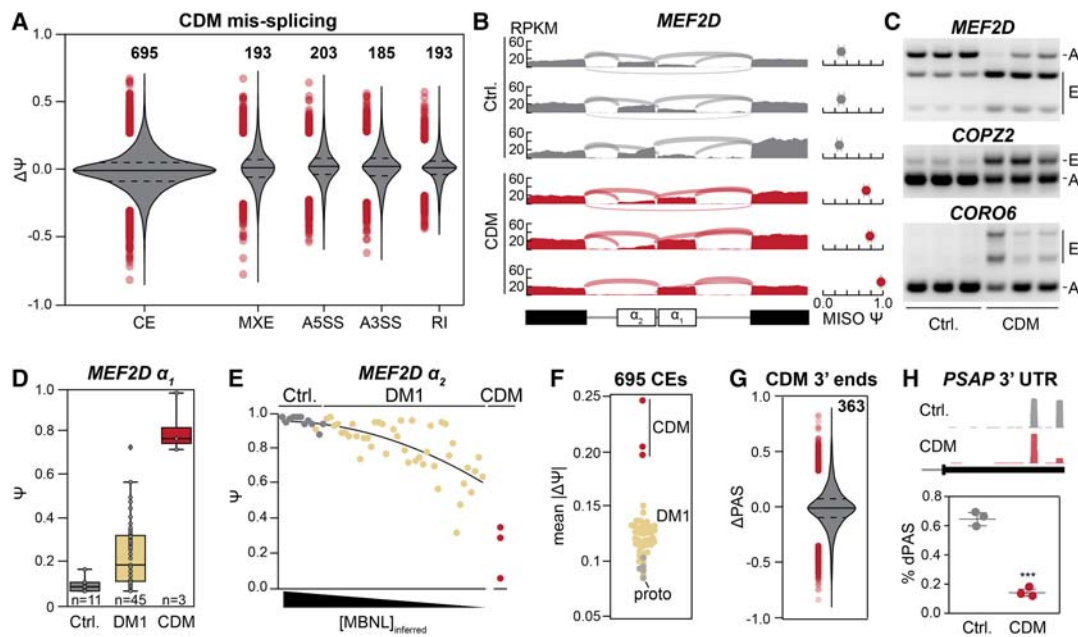 A
CDM mis-splicing
695
193
203
185
193
1.0
0.5
0.0
-0.5
-1.0
ΔΨ
CE
MXE
A5SS
A3SS
RI
B
MEF2D
RPKM
60
20
60
20
60
20
60
20
60
20
60
20
Ctrl.
CDM
α2
α1
0.0
1.0
MISO Ψ
C
MEF2D
-A
E
COPZ2
-E
-A
CORO6
E
-A
Ctrl.
CDM
D
MEF2D α1
1.0
0.8
0.6
0.4
0.2
0.0
Ψ
n=11
n=45
n=3
Ctrl.
DM1
CDM
E
MEF2D α2
Ctrl.
DM1
CDM
1.0
0.9
0.8
0.9
0.4
0.2
0.0
Ψ
[MBNL]inferred
F
695 CEs
0.25
0.20
0.15
0.1
0.05
mean |ΔΨ|
CDM
DM1
proto
G
CDM 3' ends
363
1.0
0.5
0.0
-0.5
-1.0
ΔPAS
H
PSAP 3' UTR
Ctrl.
CDM
0.8
0.6
0.4
0.2
0.0
% dPAS
***
Ctrl.
CDM